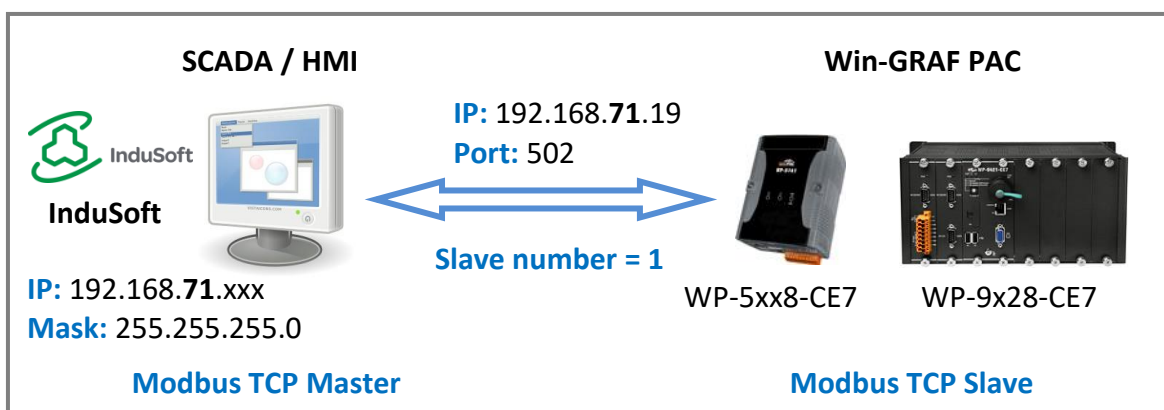 SCADA / HMI
Win-GRAF PAC
IP: 192.168.71.19
Port: 502
InduSoft
InduSoft
Slave number = 1
WP-5xx8-CE7
WP-9x28-CE7
IP: 192.168.71.xxx
Mask: 255.255.255.0
Modbus TCP Master
Modbus TCP Slave